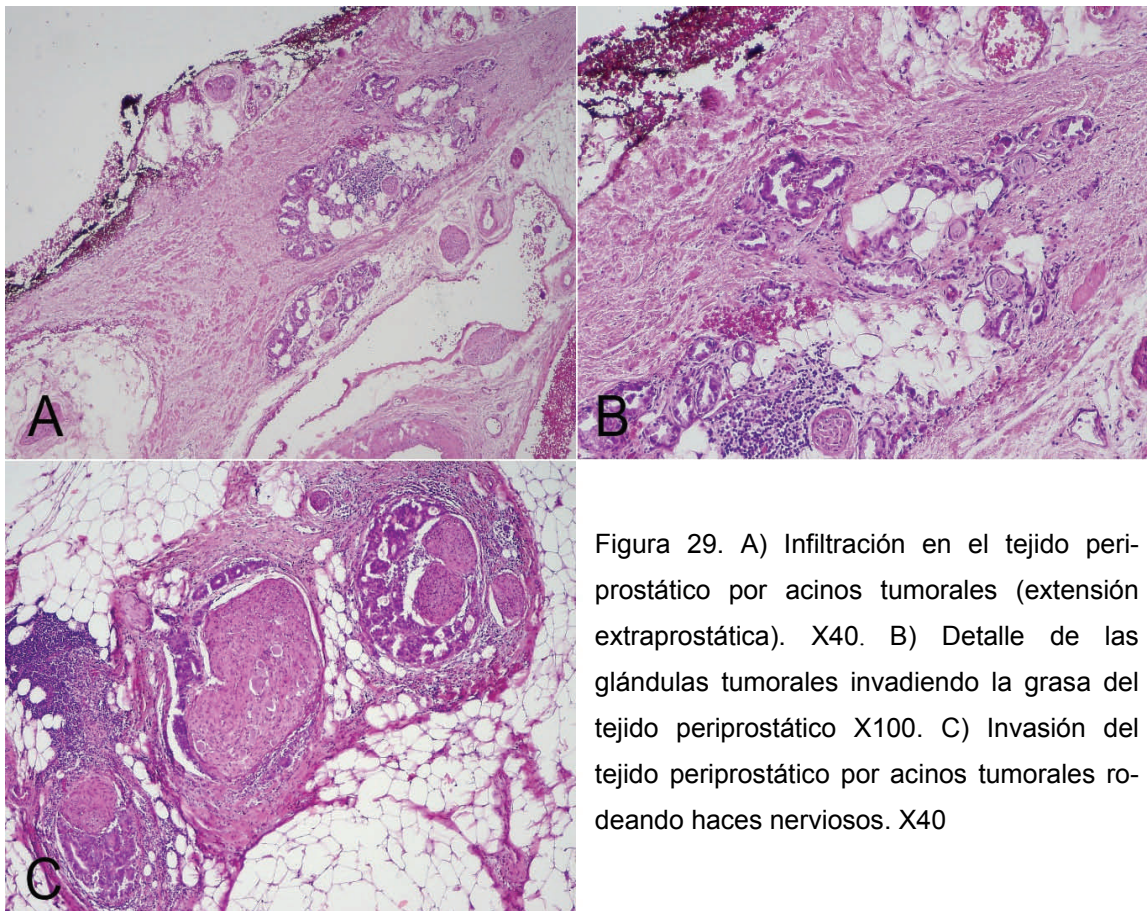 A
B
C
Figura 29. A) Infiltración en el tejido peri-
prostático por acinos tumorales (extensión
extraprostática). X40. B) Detalle de las
glándulas tumorales invadiendo la grasa del
tejido periprostático X100. C) Invasión del
tejido periprostático por acinos tumorales ro-
deando haces nerviosos. X40